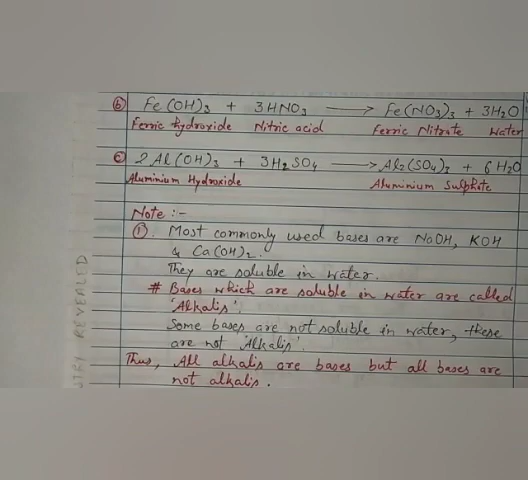 (b) Fe(OH)₃ + 3HNO₃ ⟶ Fe(NO₃)₃ + 3H₂O
Ferric hydroxide Nitric acid Ferric Nitrate Water
(c) 2Al(OH)₃ + 3H₂SO₄ ⟶ Al₂(SO₄)₃ + 6H₂O
Aluminium Hydroxide Aluminium Sulphate
Note :-
(1). Most commonly used bases are NaOH, KOH
& Ca(OH)₂.
They are soluble in water.
# Bases which are soluble in water are called
'Alkalis'.
Some bases are not soluble in water, these
are not 'Alkalis'.
Thus, All alkalis are bases but all bases are
not alkalis.
REVEALED